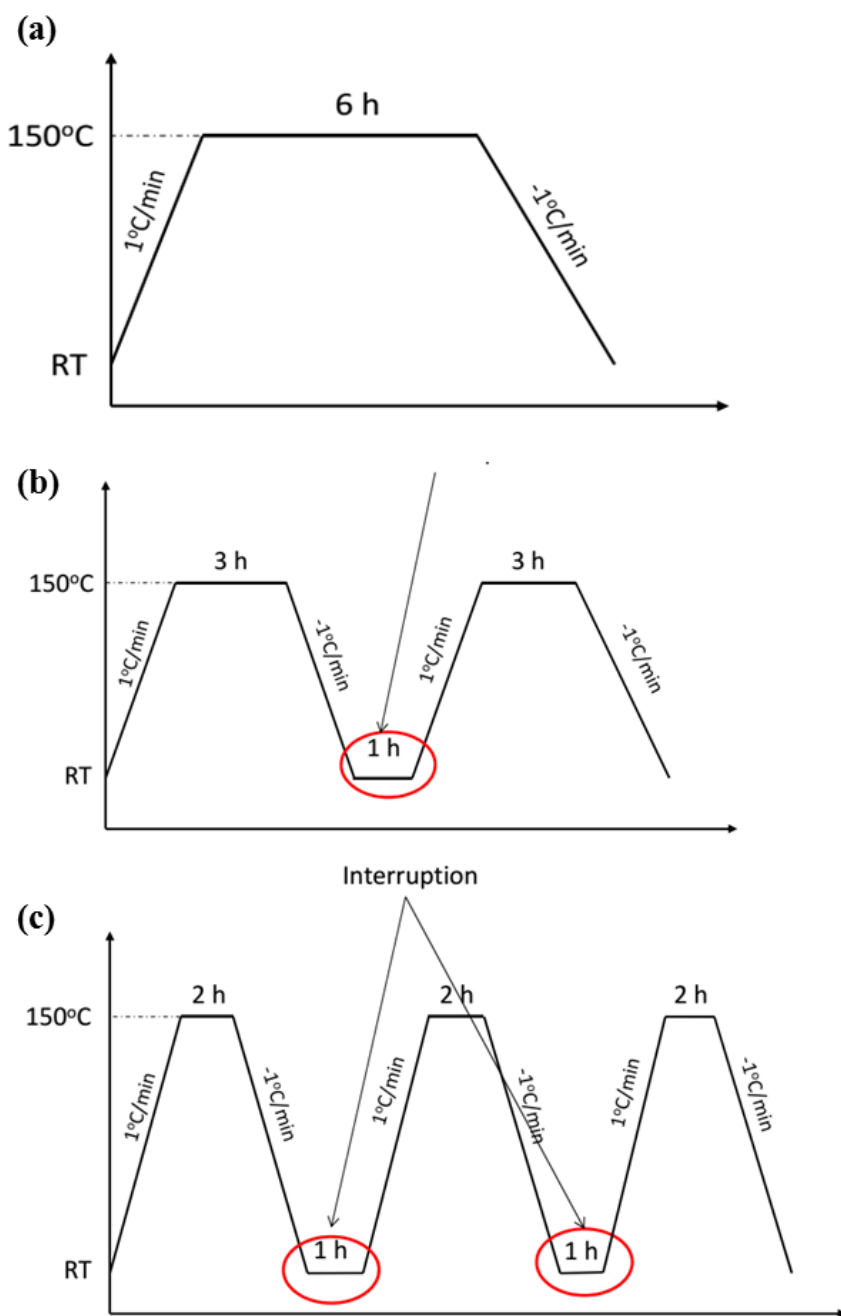 (a)
6 h
150°C
1°C/min
-1°C/min
RT
(b)
3 h
3 h
150°C
1°C/min
-1°C/min
1°C/min
-1°C/min
1 h
RT
Interruption
(c)
2 h
2 h
2 h
150°C
1°C/min
-1°C/min
1°C/min
-1°C/min
1°C/min
-1°C/min
1 h
1 h
RT